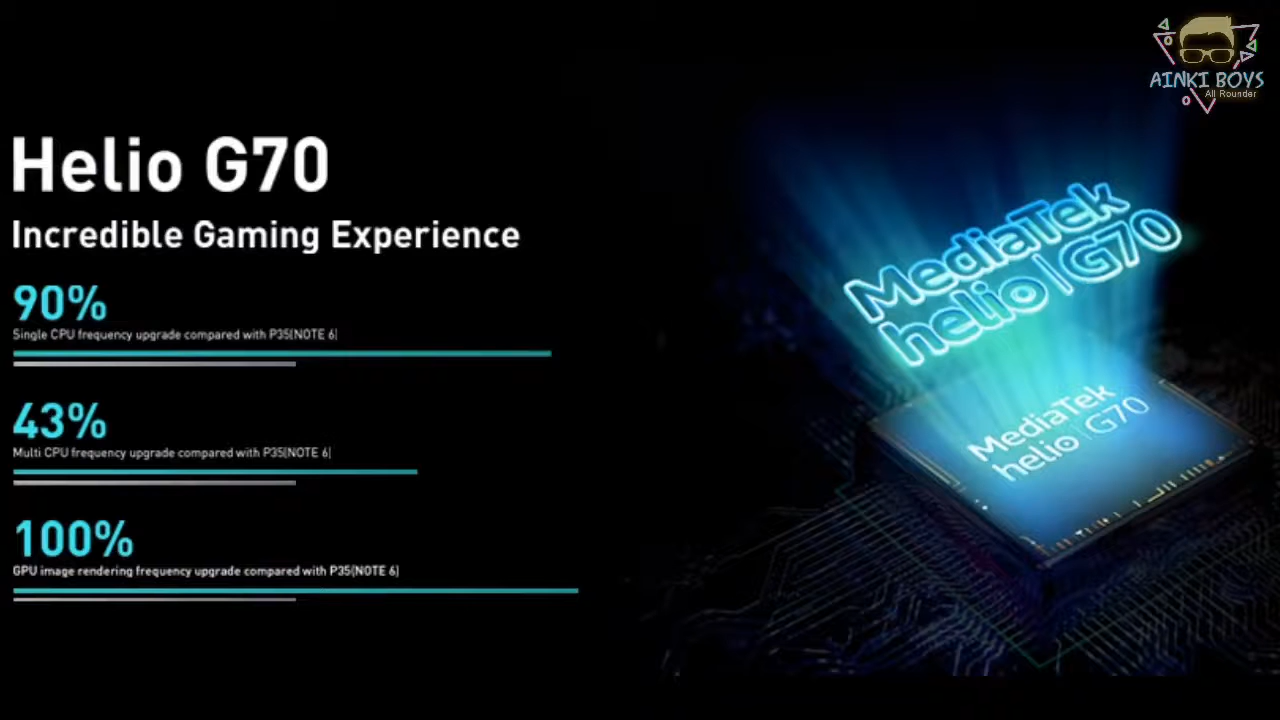 AINKI BOYS
All Rounder
Helio G70
Incredible Gaming Experience
90%
Single CPU frequency upgrade compared with P35(NOTE 6)
43%
Multi CPU frequency upgrade compared with P35(NOTE 6)
100%
GPU image rendering frequency upgrade compared with P35(NOTE 6)
MediaTek
helio G70
MediaTek
helio G70